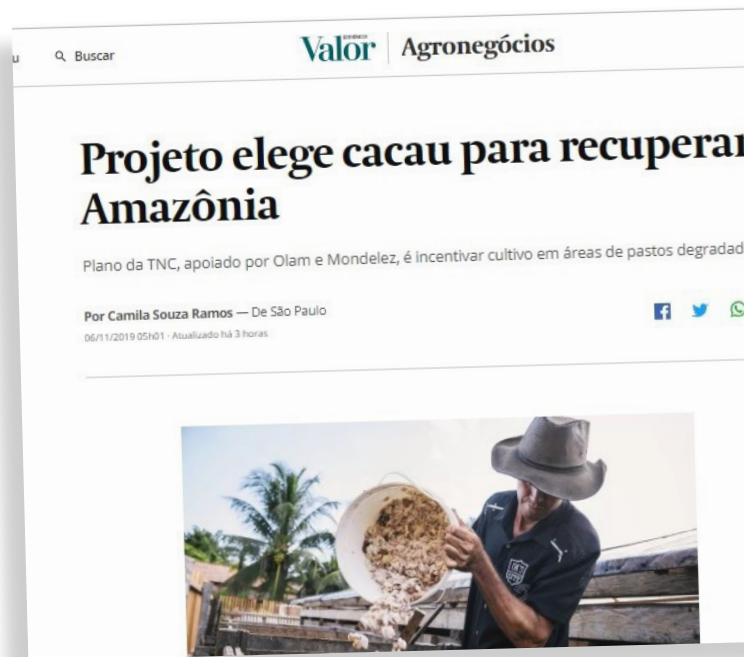 u
Buscar
Valor
Agronegócios
Projeto elege cacau para recuperar
Amazônia
Plano da TNC, apoiado por Olam e Mondelez, é incentivar cultivo em áreas de pastos degradad
Por Camila Souza Ramos — De São Paulo
06/11/2019 05h01 · Atualizado há 3 horas